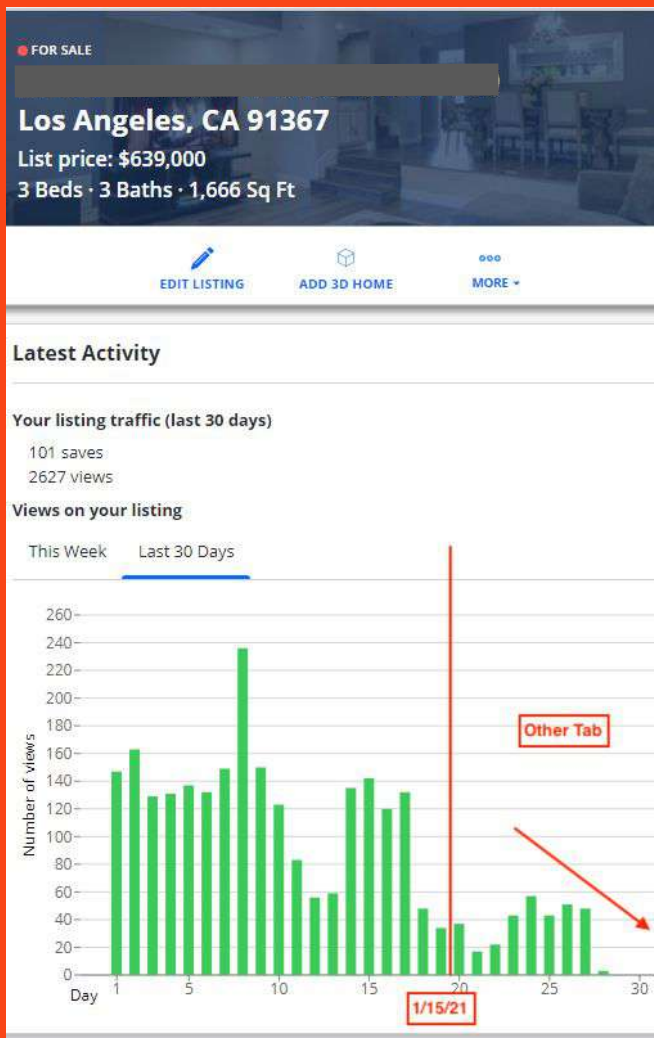 FOR SALE
Los Angeles, CA 91367
List price: $639,000
3 Beds · 3 Baths · 1,666 Sq Ft
EDIT LISTING
ADD 3D HOME
MORE
Latest Activity
Your listing traffic (last 30 days)
101 saves
2627 views
Views on your listing
This Week Last 30 Days
260
240
220
200
180
160
140
120
100
80
60
40
20
0
Number of views
Other Tab
Day
1 5 10 15 20 25 30
1/15/21